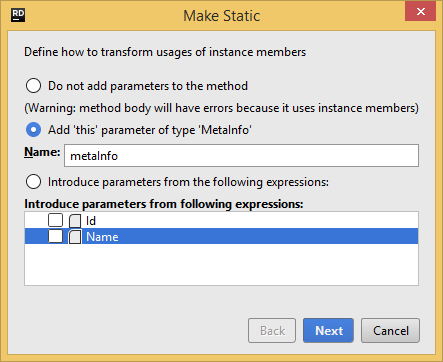 RD
Make Static
Define how to transform usages of instance members
Do not add parameters to the method
(Warning: method body will have errors because it uses instance members)
Add 'this' parameter of type 'MetaInfo'
Name: metaInfo
Introduce parameters from the following expressions:
Introduce parameters from following expressions:
Id
Name
Back Next Cancel